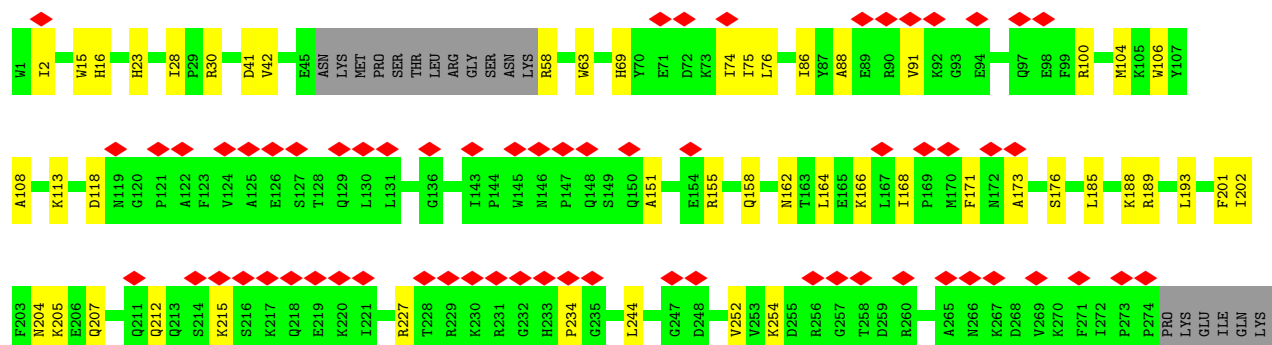 W1 I2 W15 H16 H23 I28 P29 R30 D41 V42 E45 ASN LYS MET PRO SER THR LEU ARG GLY SER ASN LYS R58 W63 H69 Y70 E71 D72 K73 I74 I75 L76 I86 Y87 A88 E89 R90 V91 K92 G93 E94 Q97 E98 F99 R100 M104 K105 W106 Y107
A108 K113 D118 N119 G120 P121 A122 F123 V124 A125 E126 S127 T128 Q129 L130 L131 G136 I143 P144 W145 N146 P147 Q148 S149 Q150 A151 E154 R155 Q158 N162 T163 L164 E165 K166 L167 I168 P169 M170 F171 N172 A173 S176 L185 K188 R189 L193 F201 I202
F203 N204 K205 E206 Q207 Q211 Q212 Q213 S214 K215 S216 K217 Q218 E219 K220 I221 R227 T228 R229 K230 R231 G232 H233 P234 G235 L244 G247 D248 V252 V253 K254 D255 R256 G257 T258 D259 R260 A265 N266 K267 D268 V269 K270 F271 I272 P273 P274 PRO LYS GLU ILE GLN LYS